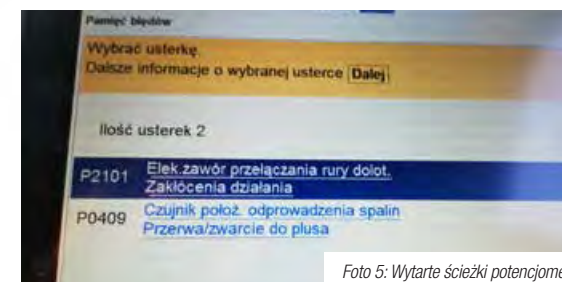 Pamięć błędów
Wybrać usterkę.
Dalsze informacje o wybranej usterce Dalej
Ilość usterek 2
P2101 Elek.zawór przełączania rury dolot.
Zakłócenia działania
P0409 Czujnik położ. odprowadzenia spalin
Przerwa/zwarcie do plusa
Foto 5: Wytarte ścieżki potencjome